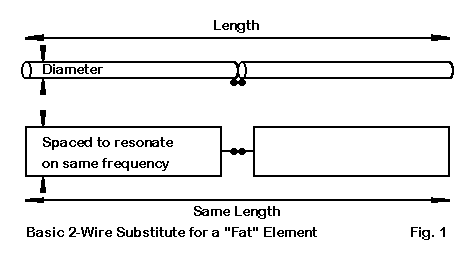 Length
Diameter
Spaced to resonate
on same frequency
Same Length
Basic 2-Wire Substitute for a "Fat" Element Fig. 1